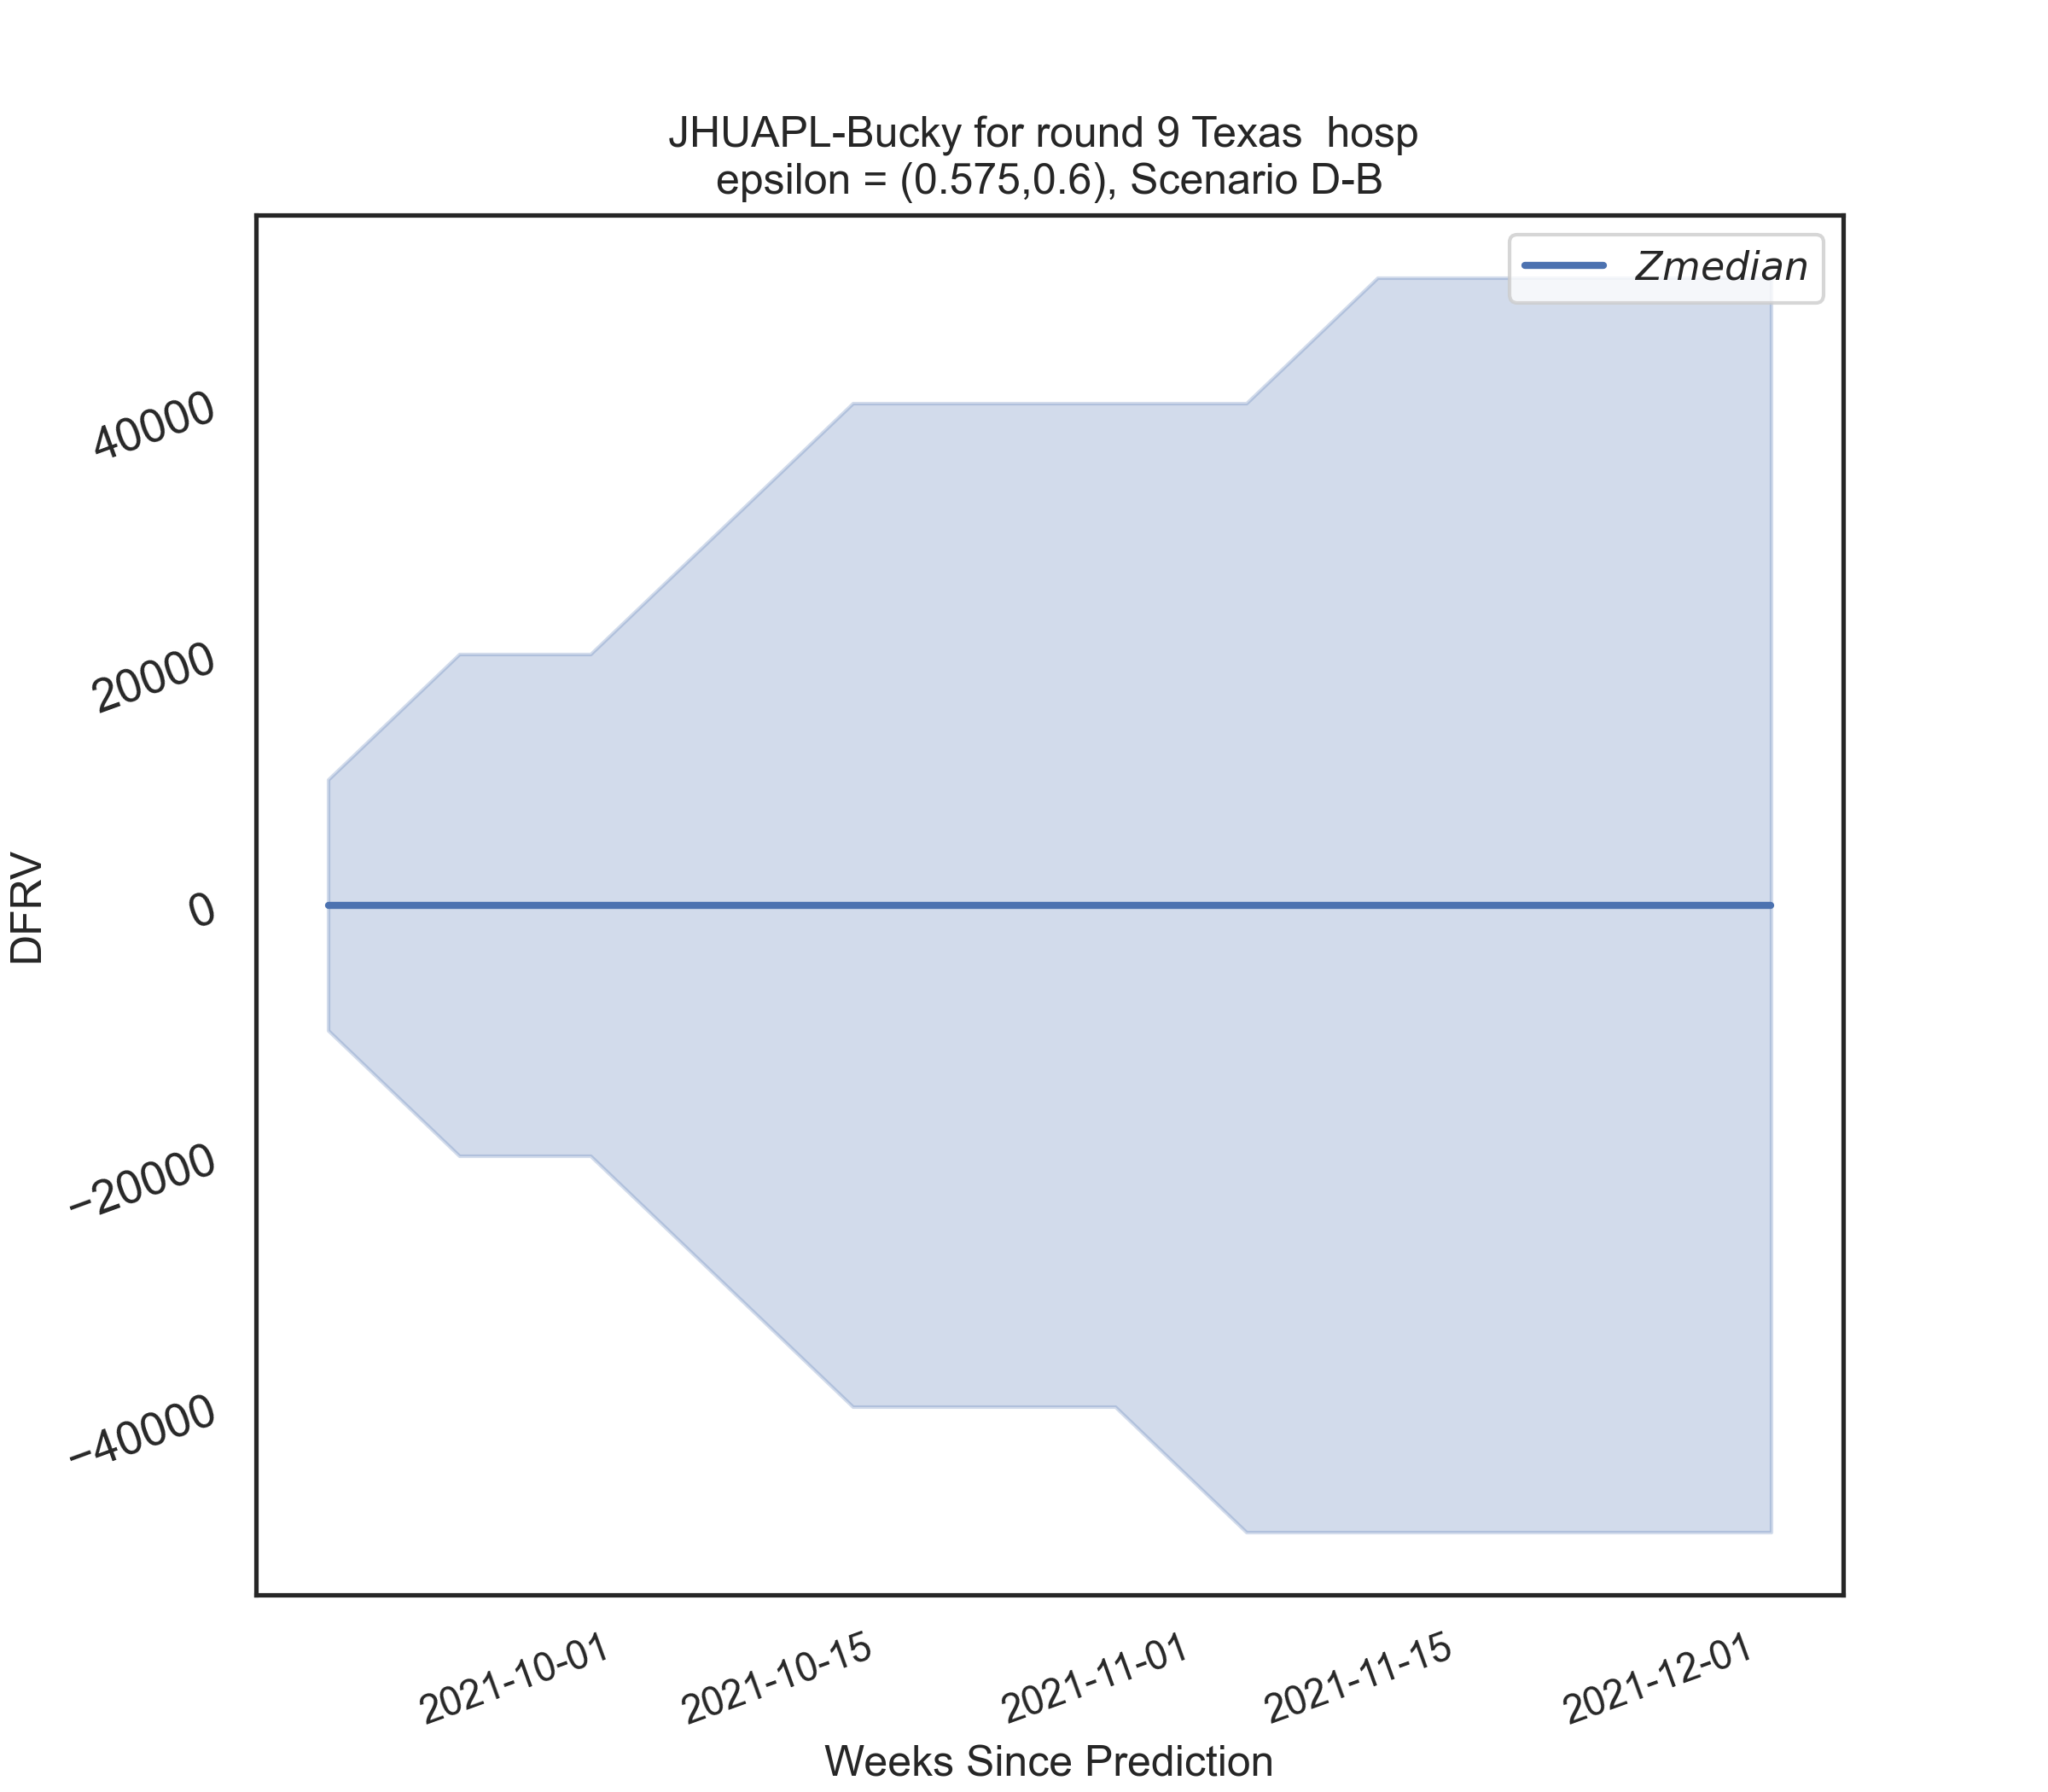 JHUAPL-Bucky for round 9 Texas  hosp
epsilon = (0.575,0.6), Scenario D-B
Zmedian
40000
20000
0
−20000
−40000
DFRV
2021-10-01
2021-10-15
2021-11-01
2021-11-15
2021-12-01
Weeks Since Prediction